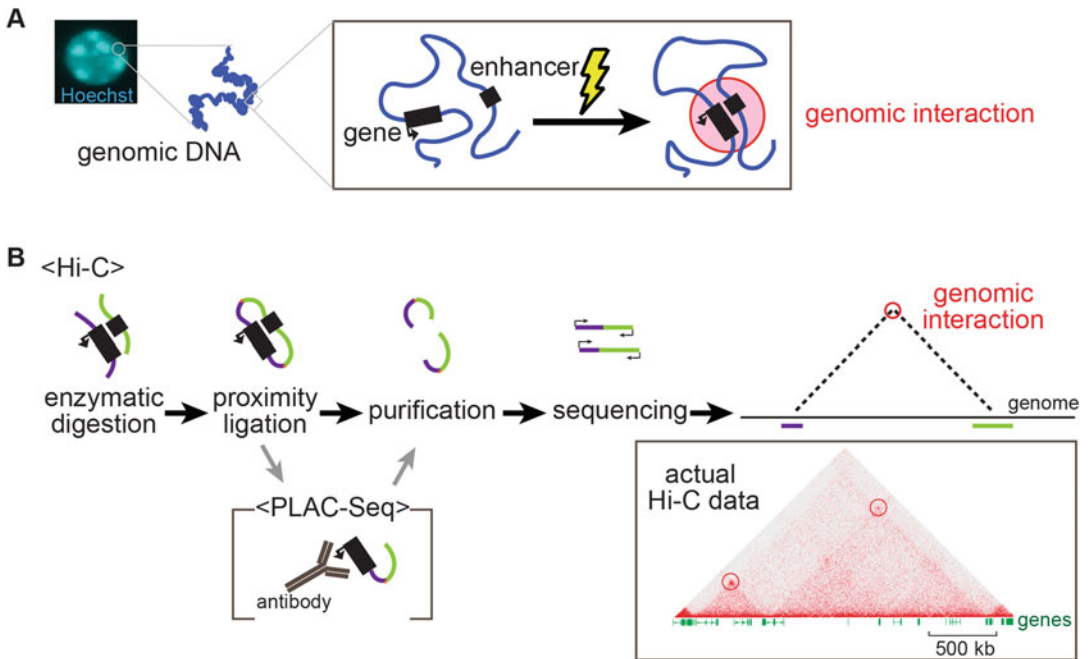 A
Hoechst
genomic DNA
enhancer
gene
genomic interaction
B
<Hi-C>
enzymatic
digestion
proximity
ligation
purification
sequencing
genomic
interaction
genome
<PLAC-Seq>
antibody
actual
Hi-C data
genes
500 kb